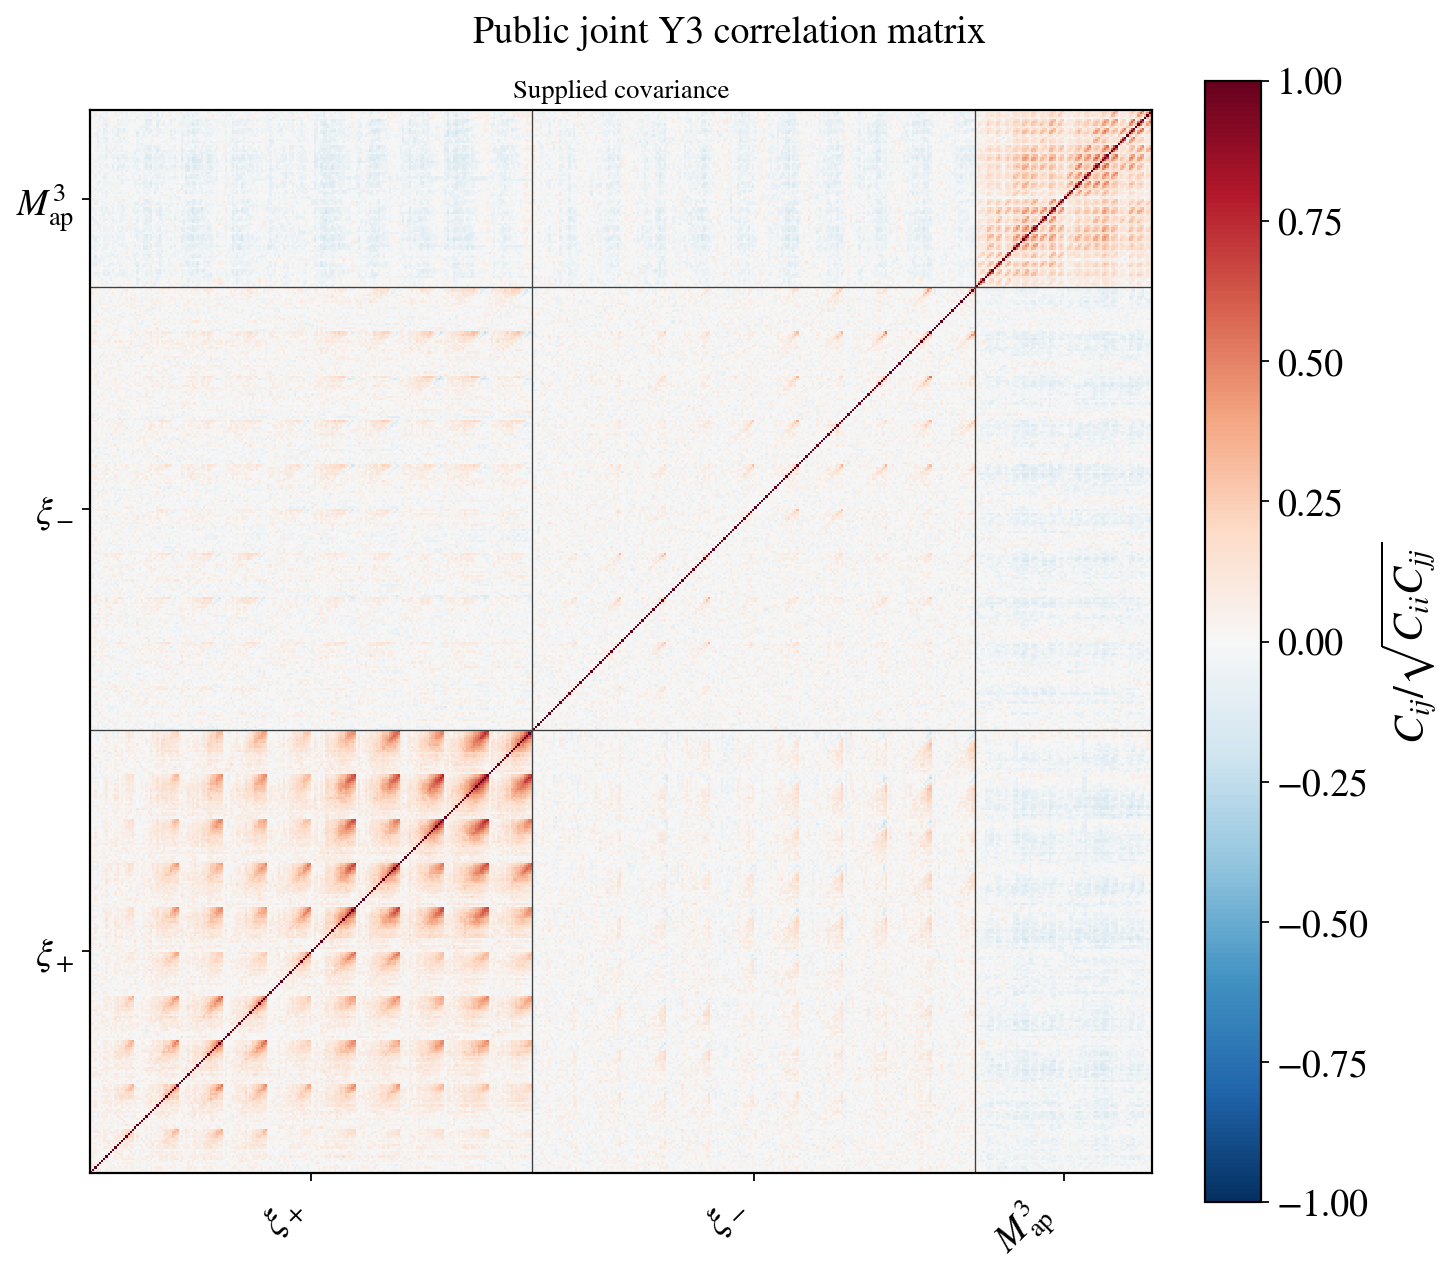 Public joint Y3 correlation matrix
Supplied covariance
M³ap
ξ−
ξ+
ξ+
ξ−
M³ap
1.00
0.75
0.50
0.25
0.00
−0.25
−0.50
−0.75
−1.00
Cij/√CiiCjj